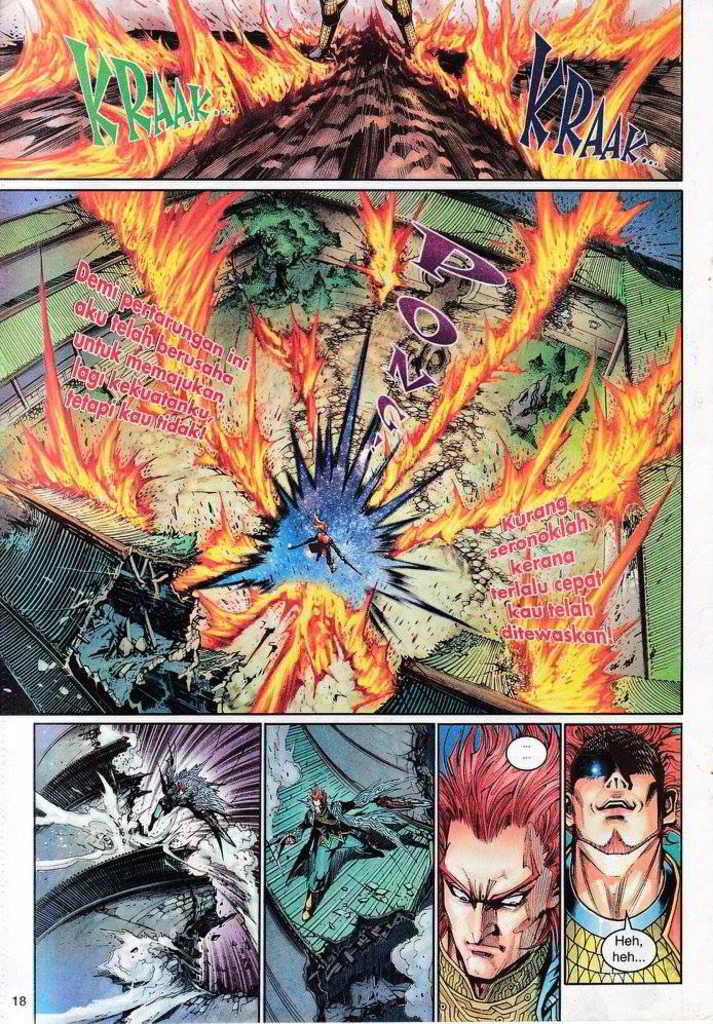 KRAAK...
KRAAK...
Demi pertarungan ini
aku telah berusaha
untuk memajukan
lagi kekuatanku
tetapi kau tidak!
PONG
Kurang
seronoklah
kerana
terlalu cepat
kau telah
ditewaskan!
...
...
Heh,
heh...
18